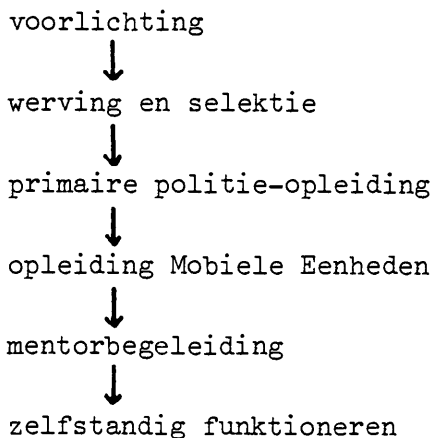 voorlichting
werving en selektie
primaire politie-opleiding
opleiding Mobiele Eenheden
mentorbegeleiding
zelfstandig funktioneren